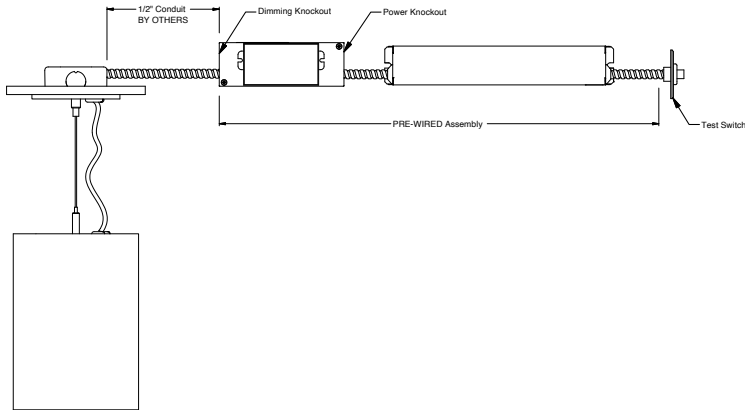 1/2" Conduit
BY OTHERS
Dimming Knockout
Power Knockout
PRE-WIRED Assembly
Test Switch